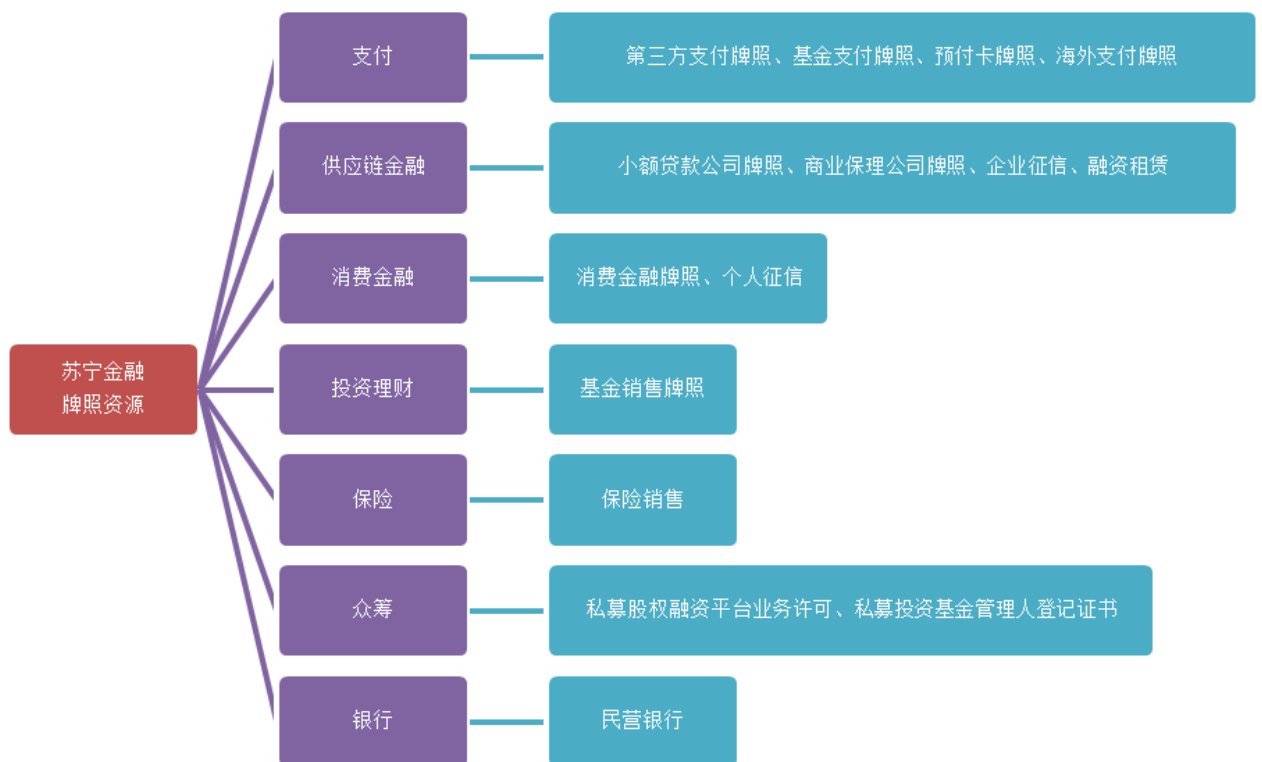 支付
第三方支付牌照、基金支付牌照、预付卡牌照、海外支付牌照
供应链金融
小额贷款公司牌照、商业保理公司牌照、企业征信、融资租赁
消费金融
消费金融牌照、个人征信
苏宁金融
牌照资源
投资理财
基金销售牌照
保险
保险销售
众筹
私募股权融资平台业务许可、私募投资基金管理人登记证书
银行
民营银行